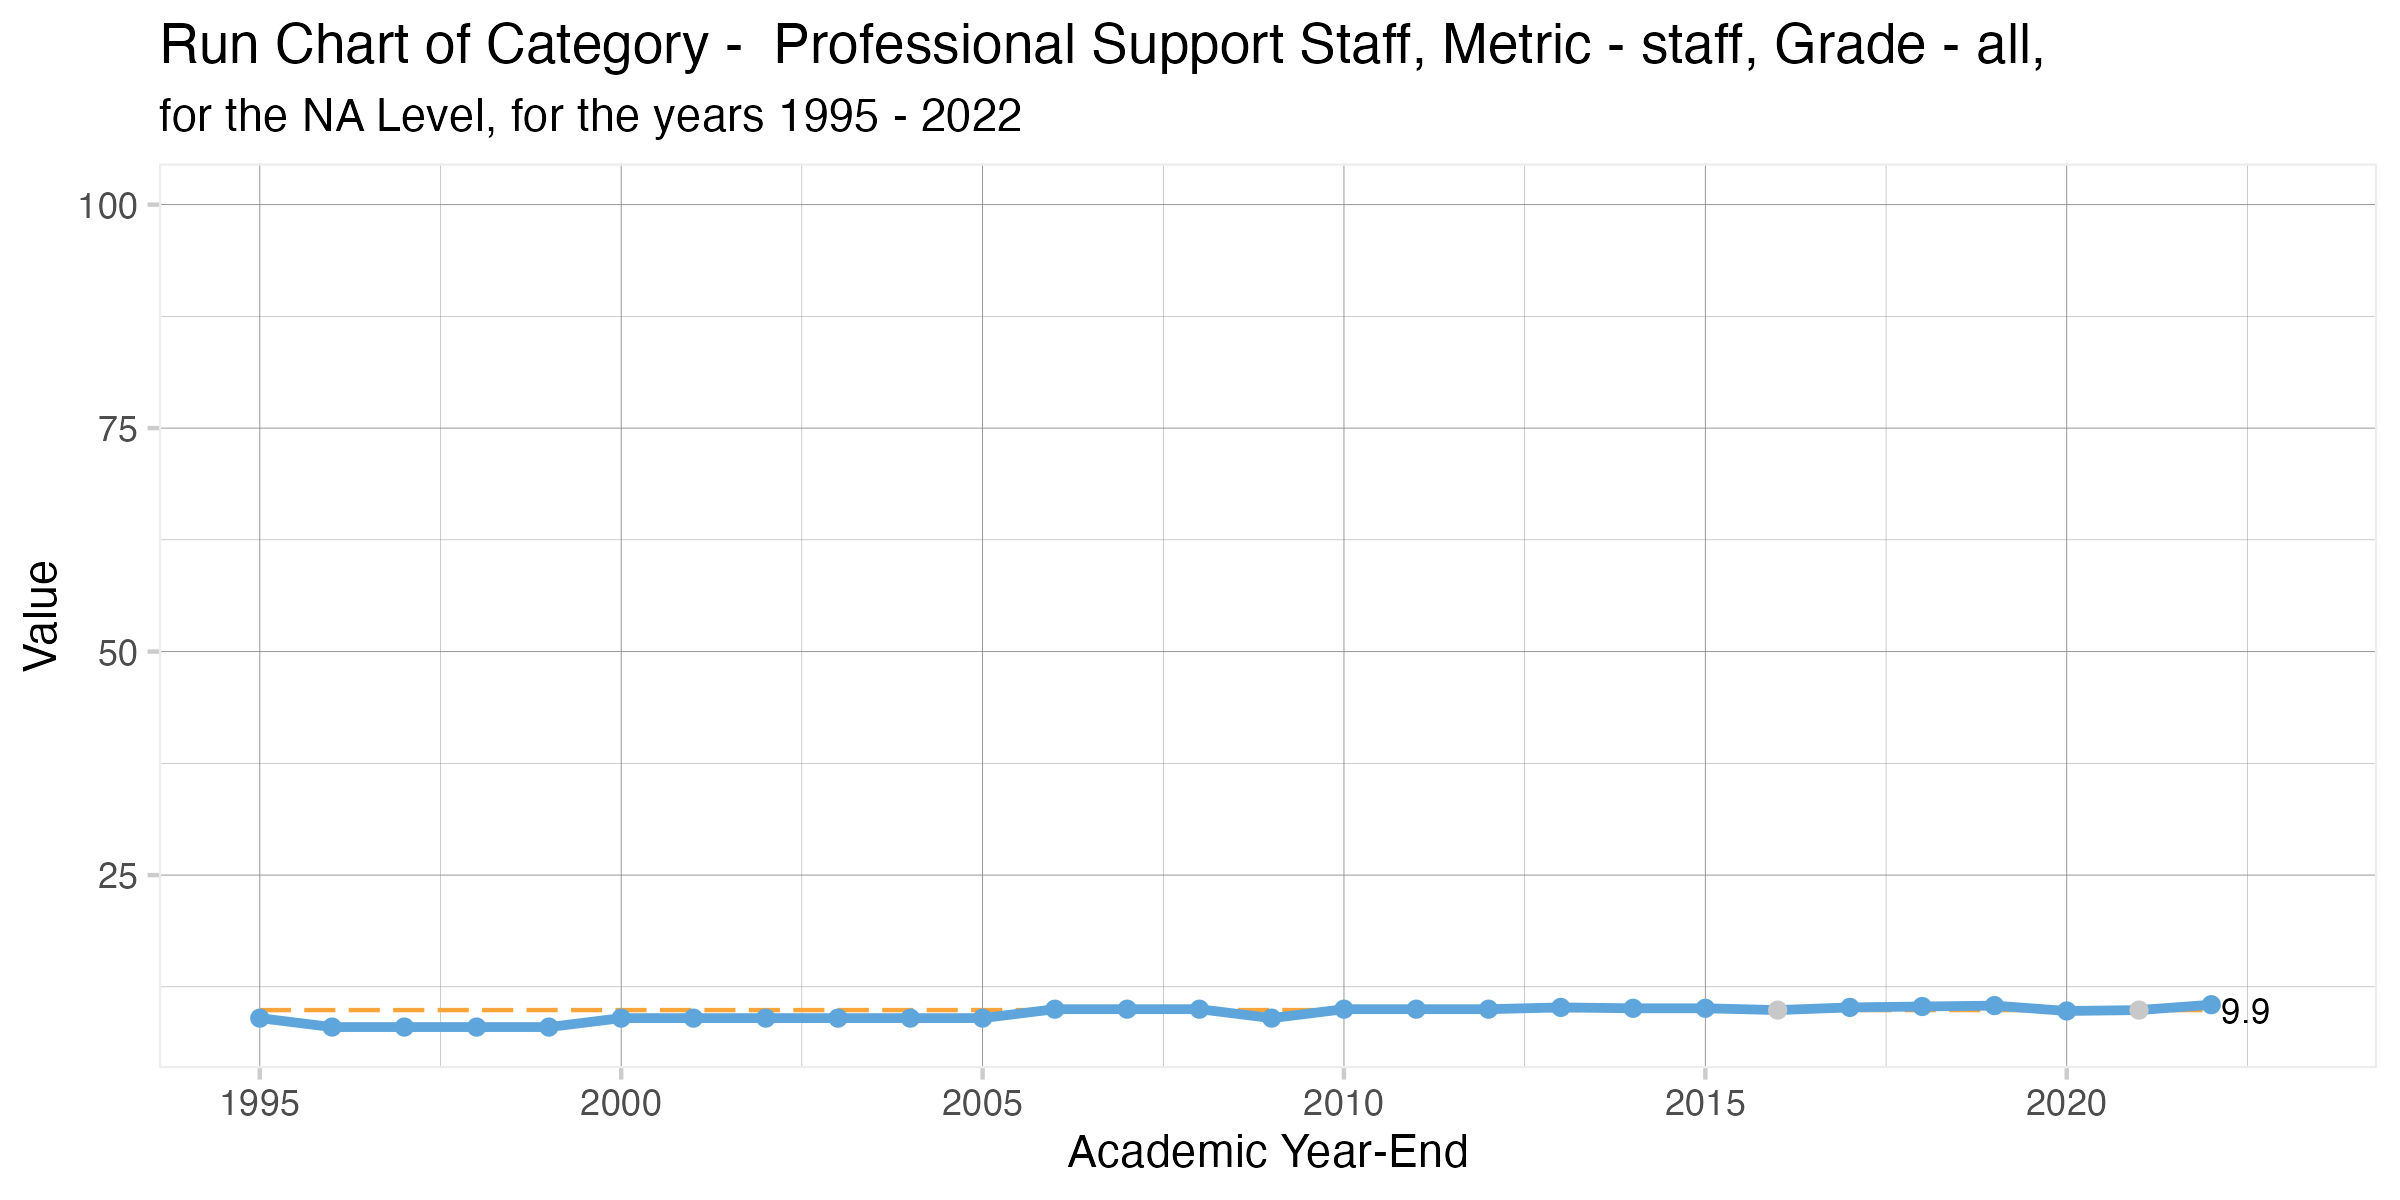 Run Chart of Category -  Professional Support Staff, Metric - staff, Grade - all,
for the NA Level, for the years 1995 - 2022
100
75
50
25
Value
9.9
1995 2000 2005 2010 2015 2020
Academic Year-End